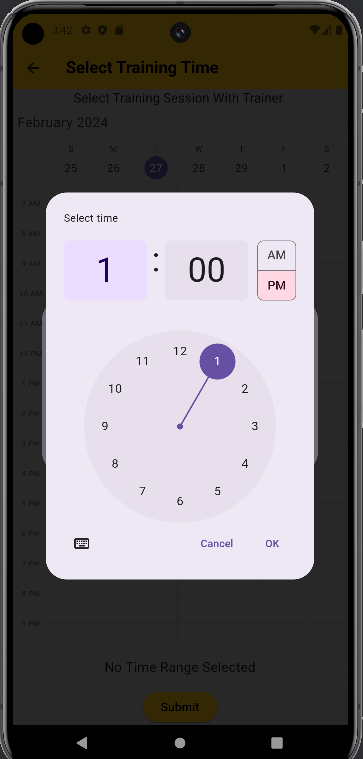 3:42
Select Training Time
Select Training Session With Trainer
February 2024
S M T W T F S
25 26 27 28 29 1 2
7 AM
8 AM
9 AM
10 AM
11 AM
1 PM
2 PM
3 PM
4 PM
5 PM
6 PM
7 PM
8 PM
9 PM
Select time
1 : 00
AM
PM
12
1
2
3
4
5
6
7
8
9
10
11
Cancel OK
No Time Range Selected
Submit